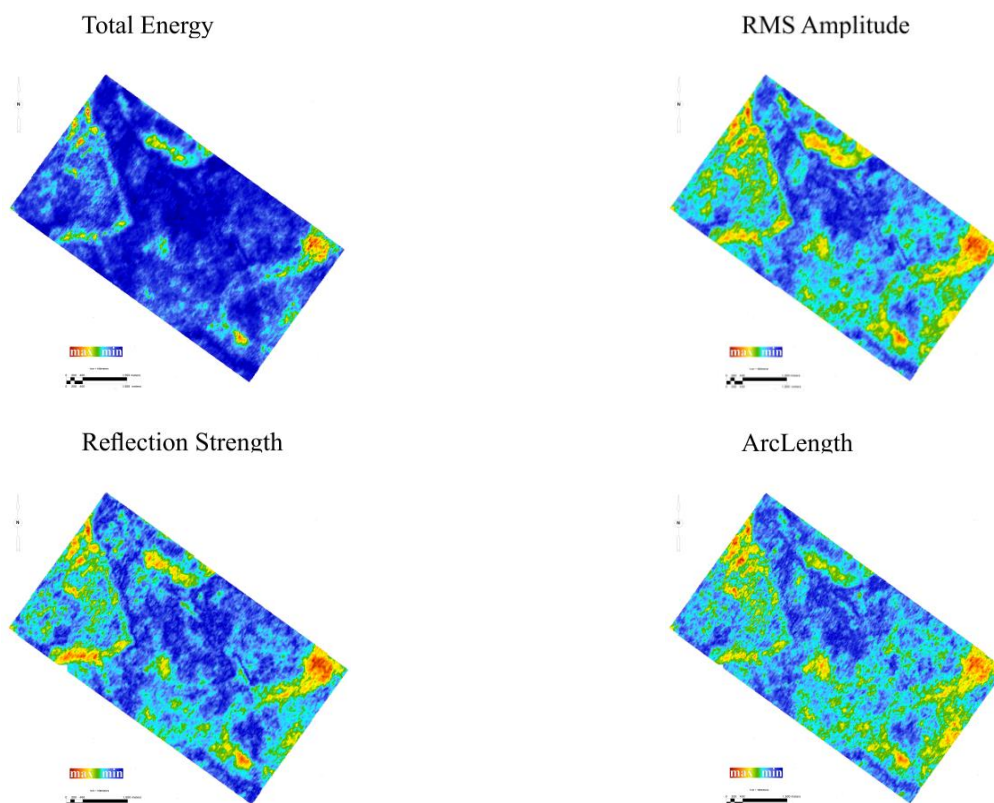 Total Energy
RMS Amplitude
N
N
max min
max min
Reflection Strength
ArcLength
N
N
max min
max min